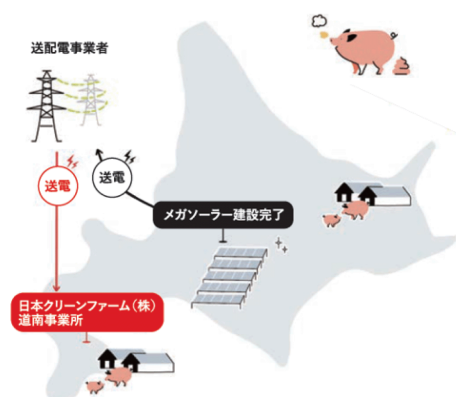 送配電事業者
送電
送電
メガソーラー建設完了
日本クリーンファーム(株)
道南事業所